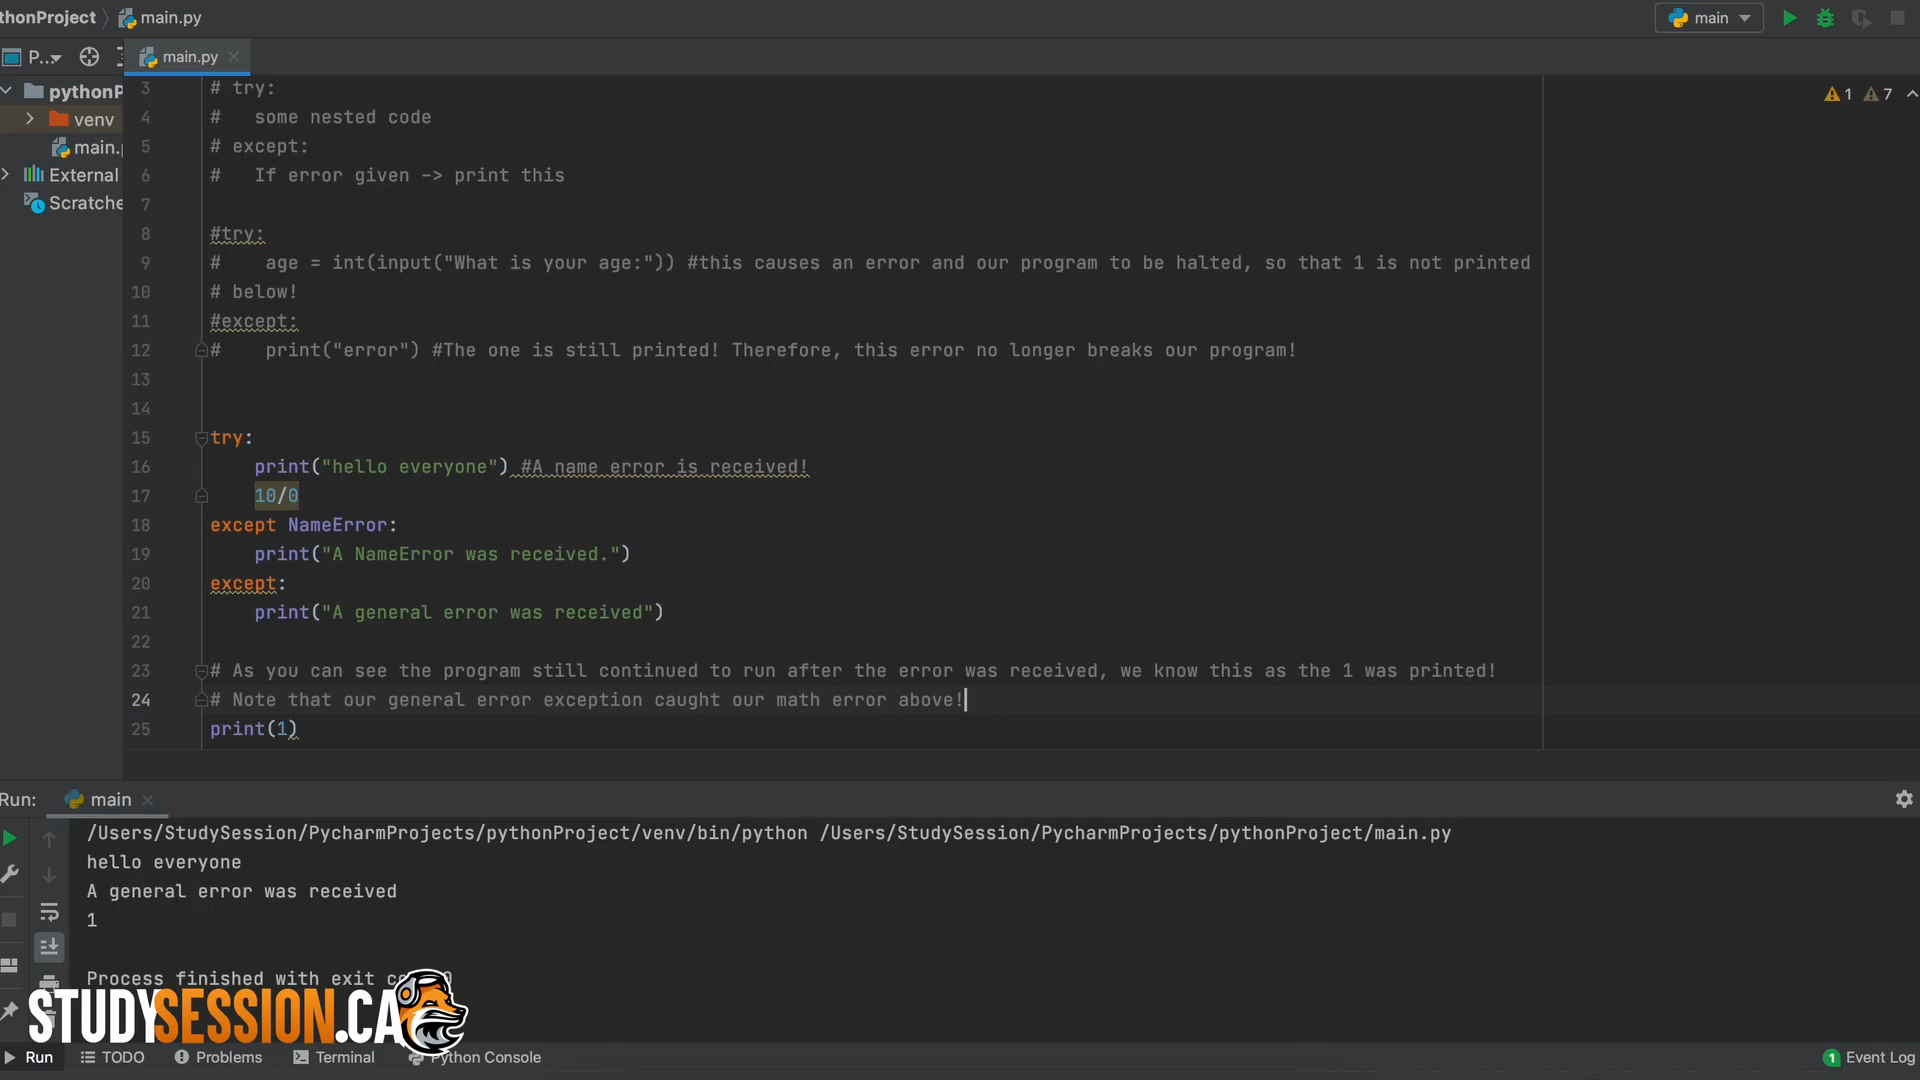 thonProject main.py main
P... main.py
3 # try: 1 7
pythonP
4 # some nested code
venv
5 # except:
main.
6 # If error given -> print this
External
7
Scratche
8 #try:
9 # age = int(input("What is your age:")) #this causes an error and our program to be halted, so that 1 is not printed
10 # below!
11 #except:
12 # print("error") #The one is still printed! Therefore, this error no longer breaks our program!
13
14
15 try:
16 print("hello everyone") #A name error is received!
17 10/0
18 except NameError:
19 print("A NameError was received.")
20 except:
21 print("A general error was received")
22
23 # As you can see the program still continued to run after the error was received, we know this as the 1 was printed!
24 # Note that our general error exception caught our math error above!
25 print(1)
Run: main
/Users/StudySession/PycharmProjects/pythonProject/venv/bin/python /Users/StudySession/PycharmProjects/pythonProject/main.py
hello everyone
A general error was received
1
Process finished with exit co 0
STUDYSESSION.CA
Run TODO Problems Terminal Python Console 1 Event Log